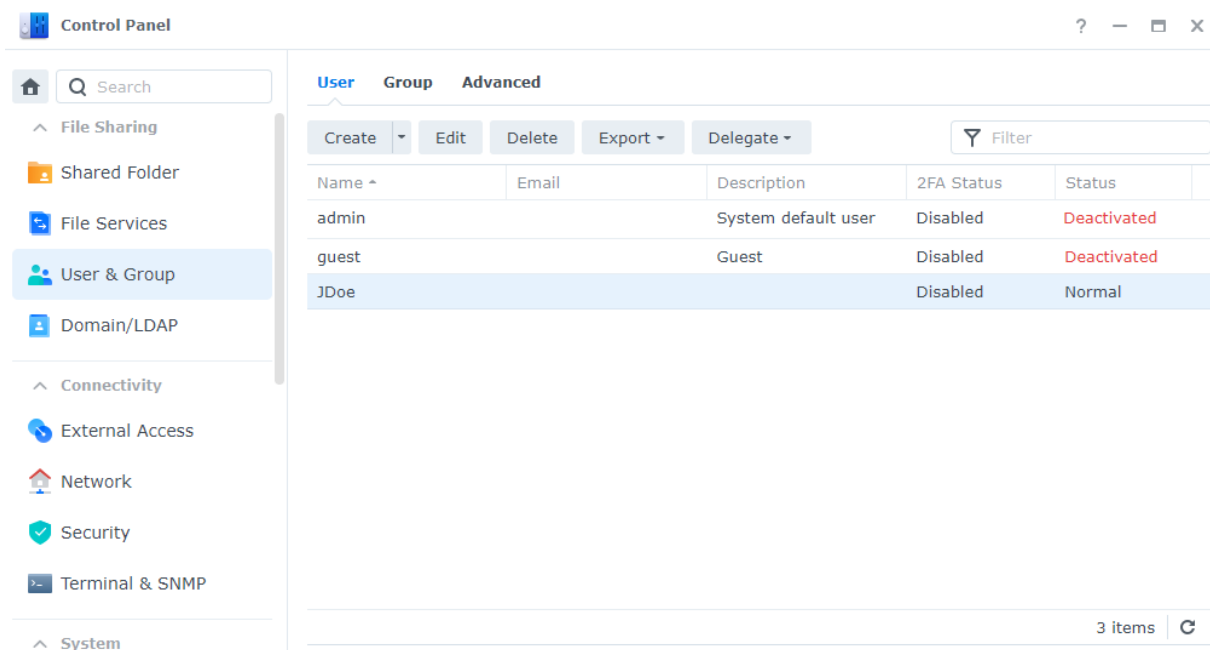 Control Panel
Search
File Sharing
Shared Folder
File Services
User & Group
Domain/LDAP
Connectivity
External Access
Network
Security
Terminal & SNMP
System
User Group Advanced
Create Edit Delete Export Delegate Filter
Name Email Description 2FA Status Status
admin System default user Disabled Deactivated
guest Guest Disabled Deactivated
JDoe Disabled Normal
3 items